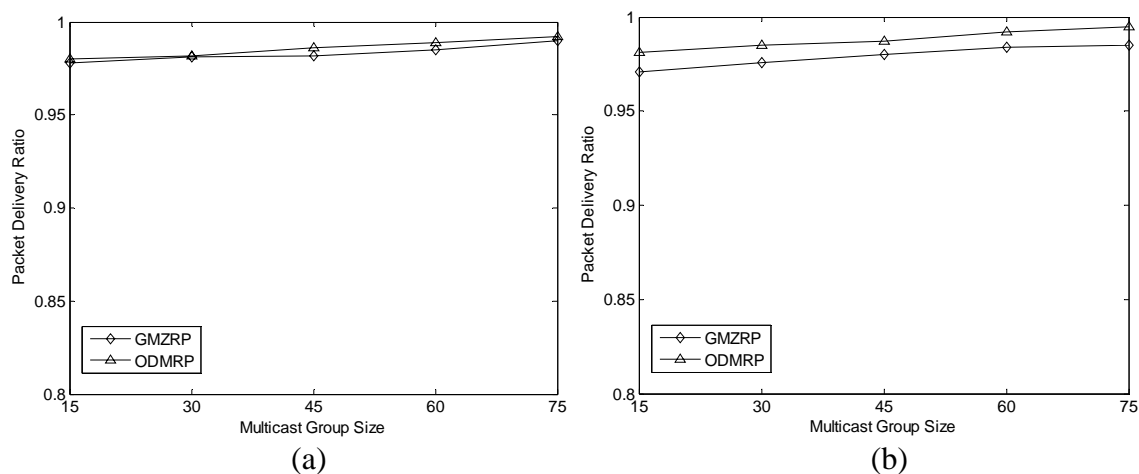 1
0.95
0.9
0.85
0.8
Packet Delivery Ratio
GMZRP
ODMRP
15 30 45 60 75
Multicast Group Size
(a)
1
0.95
0.9
0.85
0.8
Packet Delivery Ratio
GMZRP
ODMRP
15 30 45 60 75
Multicast Group Size
(b)